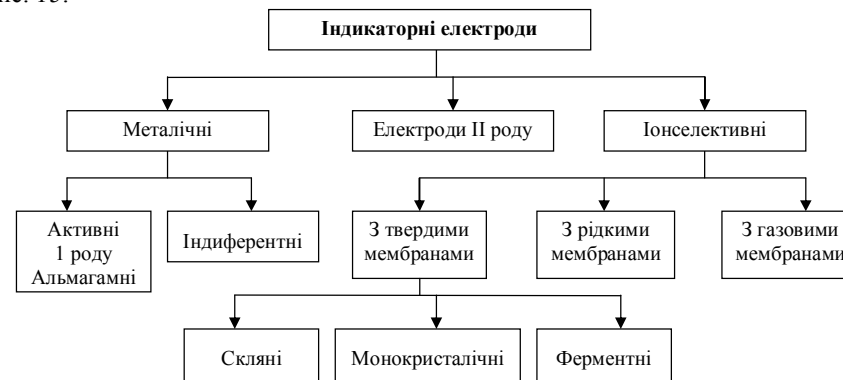 Індикаторні електроди
Металічні
Електроди II роду
Іонселективні
Активні
1 роду
Альмагамні
Індиферентні
З твердими
мембранами
З рідкими
мембранами
З газовими
мембранами
Скляні
Монокристалічні
Ферментні